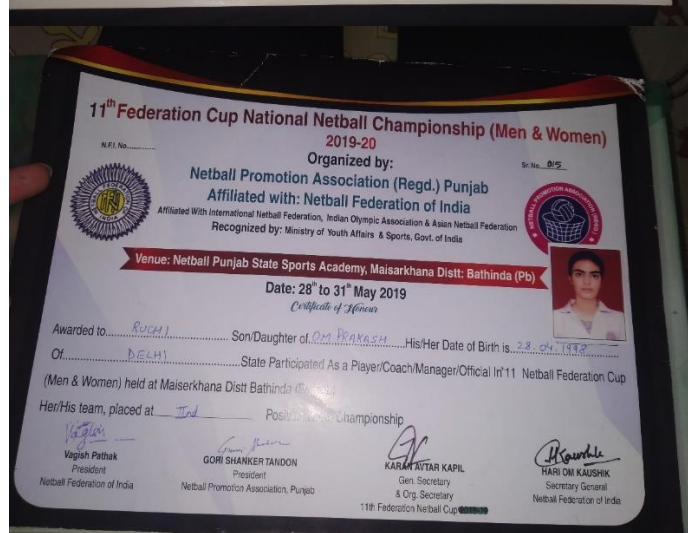 11th Federation Cup National Netball Championship (Men & Women)
2019-20
N.F.I. No............
Organized by:
Sr. No. 015
Netball Promotion Association (Regd.) Punjab
Affiliated with: Netball Federation of India
Affiliated With International Netball Federation, Indian Olympic Association & Asian Netball Federation
Recognized by: Ministry of Youth Affairs & Sports, Govt. of India
NETBALL PROMOTION ASSOCIATION (REGD.)
INDIA
Venue: Netball Punjab State Sports Academy, Maisarkhana Distt: Bathinda (Pb)
Date: 28th to 31st May 2019
Certificate of Honour
Awarded to........RUCHI..............Son/Daughter of.OM PRAKASH.....His/Her Date of Birth is..28.04.1998
Of...............DELHI......................State Participated As a Player/Coach/Manager/Official In'11 Netball Federation Cup
(Men & Women) held at Maiserkhana Distt Bathinda
Her/His team, placed at IInd Championship
Vagish Pathak
President
Netball Federation of India
GORI SHANKER TANDON
President
Netball Promotion Association, Punjab
KARAN AVTAR KAPIL
Gen. Secretary
& Org. Secretary
11th Federation Netball Cup
HARI OM KAUSHIK
Secretary General
Netball Federation of India